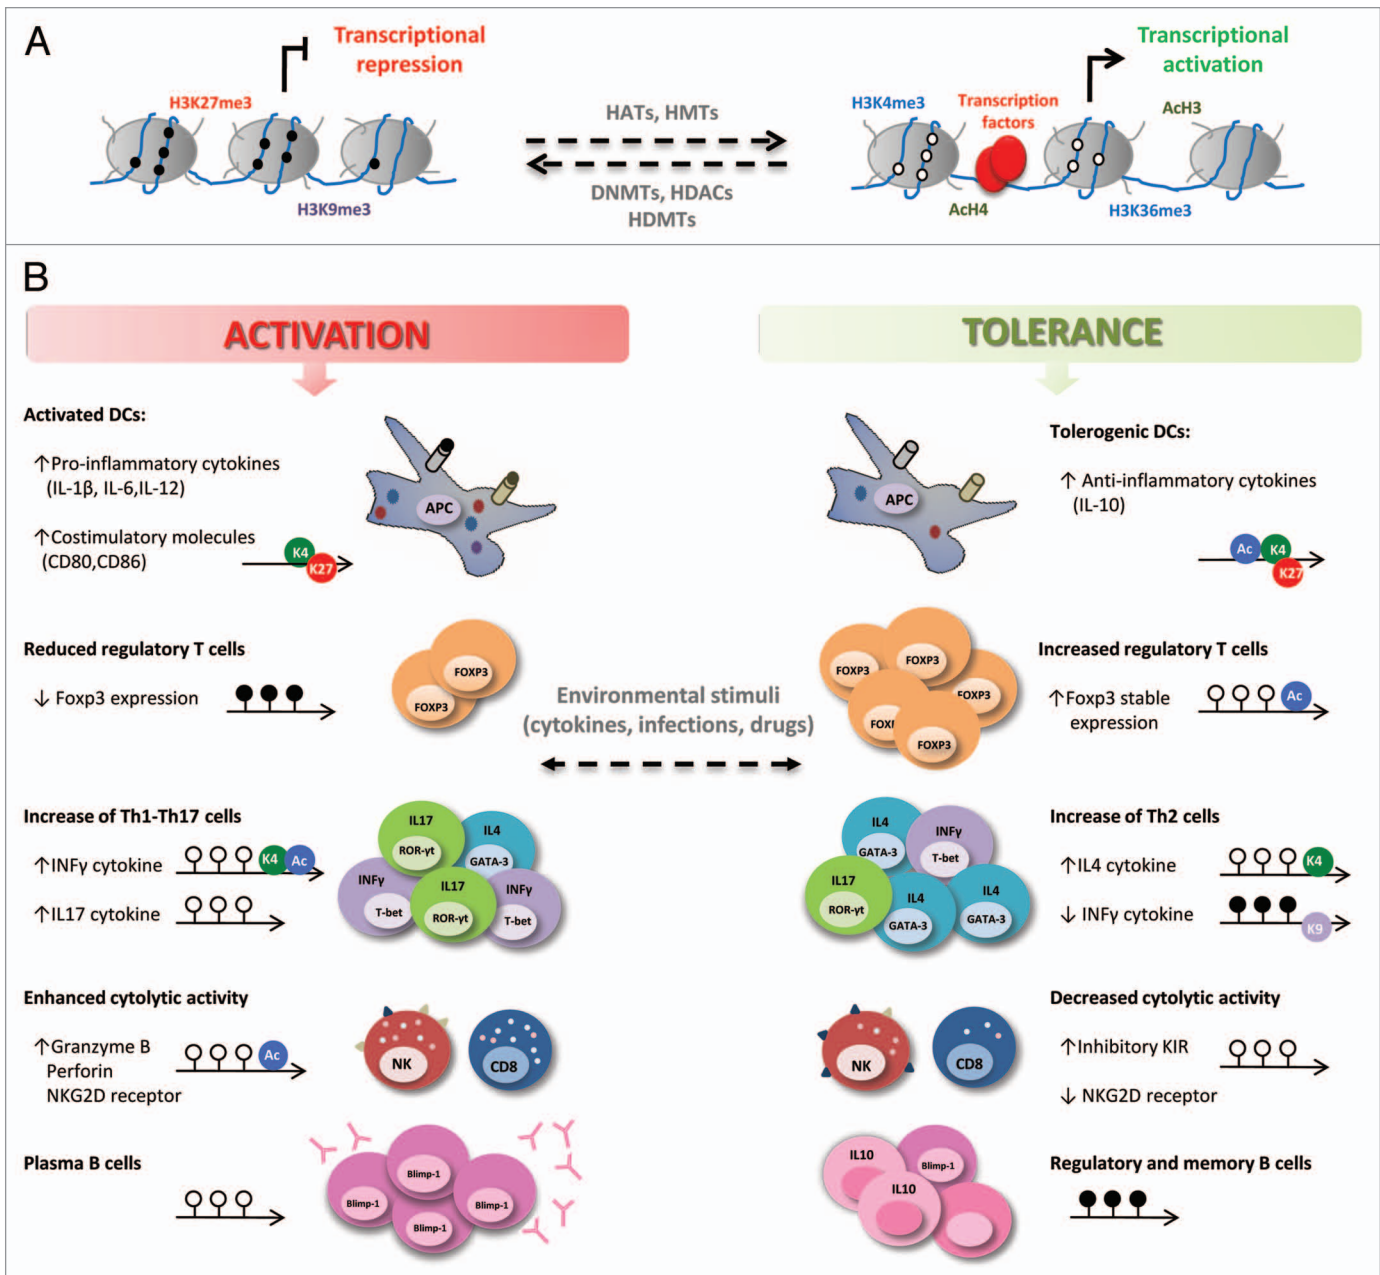 A
Transcriptional
repression
H3K27me3
H3K9me3
HATs, HMTs
DNMTs, HDACs
HDMTs
Transcriptional
activation
H3K4me3
Transcription
factors
AcH3
AcH4
H3K36me3
B
ACTIVATION
Activated DCs:
↑Pro-inflammatory cytokines
(IL-1β, IL-6,IL-12)
↑Costimulatory molecules
(CD80,CD86)
K4
K27
APC
Reduced regulatory T cells
↓ Foxp3 expression
FOXP3
FOXP3
Increase of Th1-Th17 cells
↑INFγ cytokine
K4
Ac
↑IL17 cytokine
IL17
ROR-γt
IL4
GATA-3
INFγ
T-bet
IL17
ROR-γt
INFγ
T-bet
Enhanced cytolytic activity
↑Granzyme B
Perforin
NKG2D receptor
Ac
NK
CD8
Plasma B cells
Blimp-1
Blimp-1
Blimp-1
Blimp-1
Environmental stimuli
(cytokines, infections, drugs)
TOLERANCE
APC
Tolerogenic DCs:
↑ Anti-inflammatory cytokines
(IL-10)
Ac
K4
K27
FOXP3
FOXP3
FOXP3
FOXP3
Increased regulatory T cells
↑Foxp3 stable
expression
Ac
IL4
GATA-3
INFγ
T-bet
IL17
ROR-γt
IL4
GATA-3
IL4
GATA-3
Increase of Th2 cells
↑IL4 cytokine
K4
↓ INFγ cytokine
K9
NK
CD8
Decreased cytolytic activity
↑Inhibitory KIR
↓ NKG2D receptor
IL10
Blimp-1
IL10
Regulatory and memory B cells